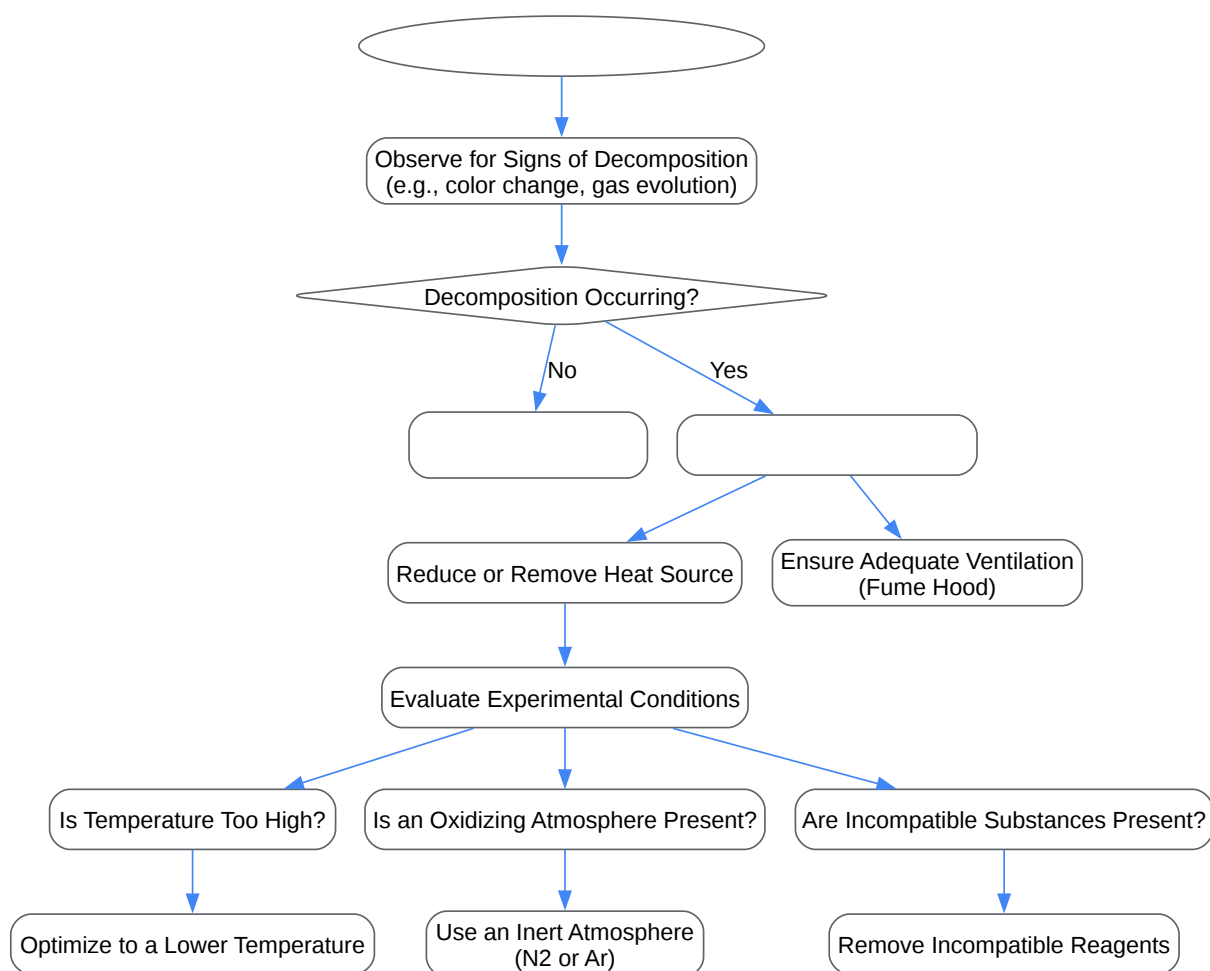 Observe for Signs of Decomposition
(e.g., color change, gas evolution)
Decomposition Occurring?
No
Yes
Reduce or Remove Heat Source
Ensure Adequate Ventilation
(Fume Hood)
Evaluate Experimental Conditions
Is Temperature Too High?
Is an Oxidizing Atmosphere Present?
Are Incompatible Substances Present?
Optimize to a Lower Temperature
Use an Inert Atmosphere
(N2 or Ar)
Remove Incompatible Reagents